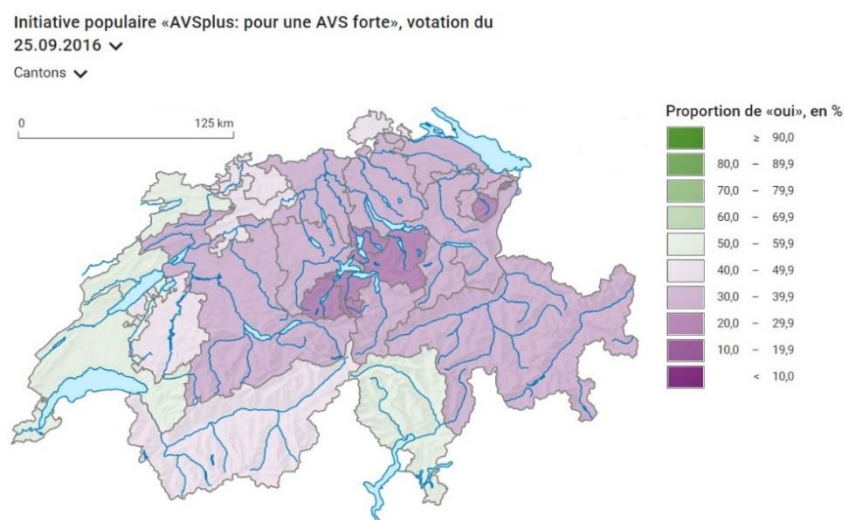 Initiative populaire «AVSplus: pour une AVS forte», votation du
25.09.2016
Cantons
0 125 km
Proportion de «oui», en %
≥ 90,0
80,0 – 89,9
70,0 – 79,9
60,0 – 69,9
50,0 – 59,9
40,0 – 49,9
30,0 – 39,9
20,0 – 29,9
10,0 – 19,9
< 10,0